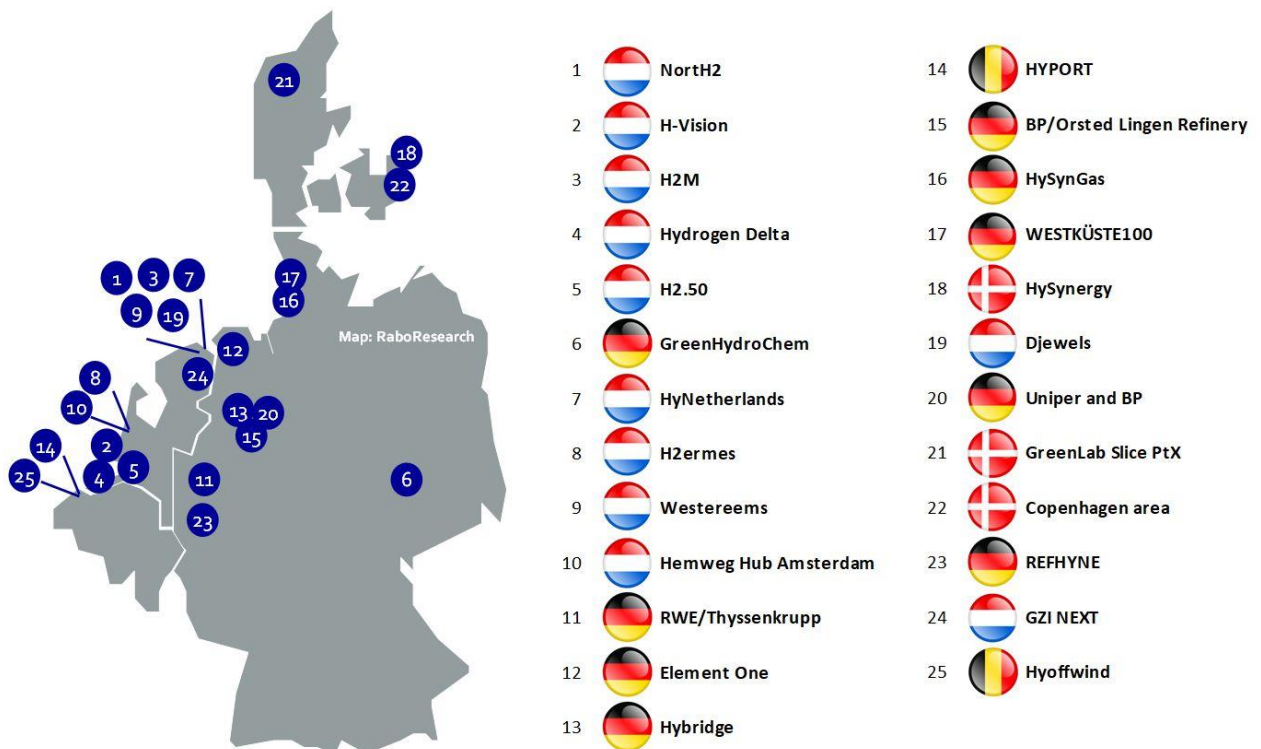 21
18
22
17
16
1 3 7
9 19
Map: RaboResearch
12
24
8
10
13 20
15
14
2
25
4
5
11
6
23
1 NortH2
2 H-Vision
3 H2M
4 Hydrogen Delta
5 H2.50
6 GreenHydroChem
7 HyNetherlands
8 H2ermes
9 Westereems
10 Hemweg Hub Amsterdam
11 RWE/Thyssenkrupp
12 Element One
13 Hybridge
14 HYPORT
15 BP/Orsted Lingen Refinery
16 HySynGas
17 WESTKÜSTE100
18 HySynergy
19 Djewels
20 Uniper and BP
21 GreenLab Slice PtX
22 Copenhagen area
23 REFHYNE
24 GZI NEXT
25 Hyoffwind